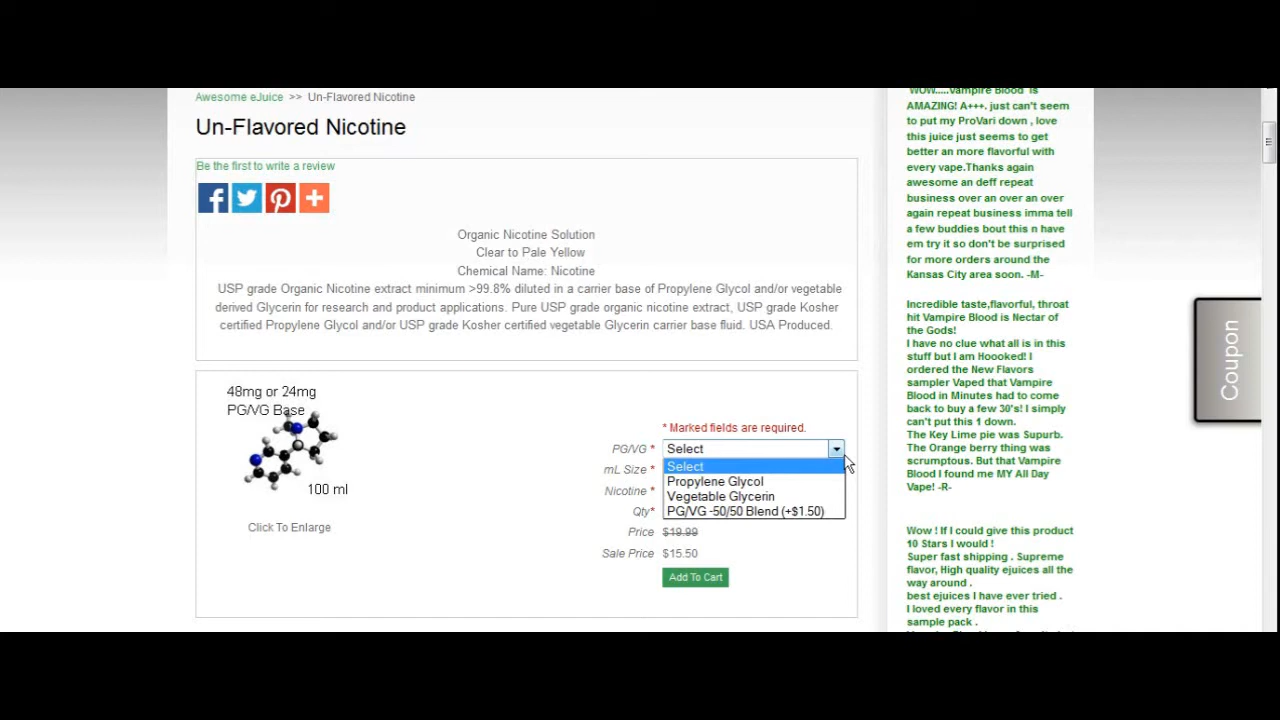 Awesome eJuice >> Un-Flavored Nicotine
Un-Flavored Nicotine
Be the first to write a review
Organic Nicotine Solution
Clear to Pale Yellow
Chemical Name: Nicotine
USP grade Organic Nicotine extract minimum >99.8% diluted in a carrier base of Propylene Glycol and/or vegetable
derived Glycerin for research and product applications. Pure USP grade organic nicotine extract, USP grade Kosher
certified Propylene Glycol and/or USP grade Kosher certified vegetable Glycerin carrier base fluid. USA Produced.
48mg or 24mg
PG/VG Base
100 ml
Click To Enlarge
* Marked fields are required.
PG/VG * Select
Select
mL Size *
Propylene Glycol
Nicotine *
Vegetable Glycerin
Qty*
PG/VG -50/50 Blend (+$1.50)
Price $19.99
Sale Price $15.50
Add To Cart
WOW.....Vampire Blood is
AMAZING! A+++. just can't seem
to put my ProVari down , love
this juice just seems to get
better an more flavorful with
every vape.Thanks again
awesome an deff repeat
business over an over an over
again repeat business imma tell
a few buddies bout this n have
em try it so don't be surprised
for more orders around the
Kansas City area soon. -M-
Incredible taste,flavorful, throat
hit Vampire Blood is Nectar of
the Gods!
I have no clue what all is in this
stuff but I am Hoooked! I
ordered the New Flavors
sampler Vaped that Vampire
Blood in Minutes had to come
back to buy a few 30's! I simply
can't put this 1 down.
The Key Lime pie was Supurb.
The Orange berry thing was
scrumptous. But that Vampire
Blood I found me MY All Day
Vape! -R-
Wow ! If I could give this product
10 Stars I would !
Super fast shipping . Supreme
flavor, High quality ejuices all the
way around .
best ejuices I have ever tried .
I loved every flavor in this
sample pack .
Coupon